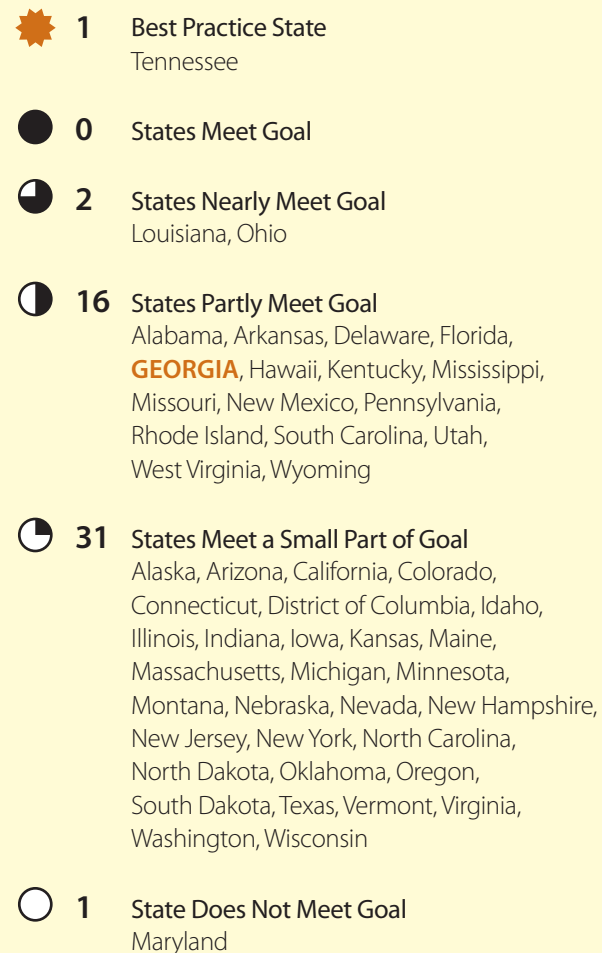 1 Best Practice State
Tennessee
0 States Meet Goal
2 States Nearly Meet Goal
Louisiana, Ohio
16 States Partly Meet Goal
Alabama, Arkansas, Delaware, Florida,
GEORGIA, Hawaii, Kentucky, Mississippi,
Missouri, New Mexico, Pennsylvania,
Rhode Island, South Carolina, Utah,
West Virginia, Wyoming
31 States Meet a Small Part of Goal
Alaska, Arizona, California, Colorado,
Connecticut, District of Columbia, Idaho,
Illinois, Indiana, Iowa, Kansas, Maine,
Massachusetts, Michigan, Minnesota,
Montana, Nebraska, Nevada, New Hampshire,
New Jersey, New York, North Carolina,
North Dakota, Oklahoma, Oregon,
South Dakota, Texas, Vermont, Virginia,
Washington, Wisconsin
1 State Does Not Meet Goal
Maryland